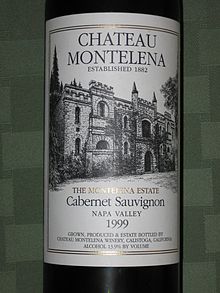 CHATEAU
MONTELENA
ESTABLISHED 1882
THE MONTELENA ESTATE
Cabernet Sauvignon
NAPA VALLEY
1999
GROWN, PRODUCED & ESTATE BOTTLED BY
CHATEAU MONTELENA WINERY, CALISTOGA, CALIFORNIA
ALCOHOL 13.9% BY VOLUME